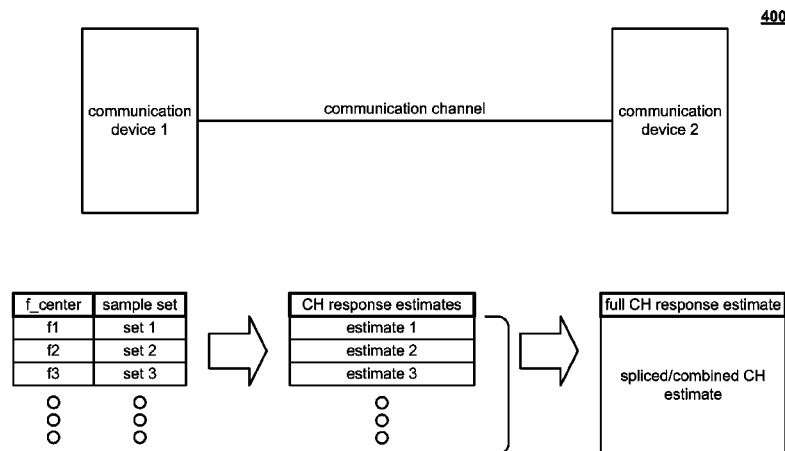 400
communication
device 1
communication channel
communication
device 2
f_center sample set
f1 set 1
f2 set 2
f3 set 3
CH response estimates
estimate 1
estimate 2
estimate 3
full CH response estimate
spliced/combined CH
estimate